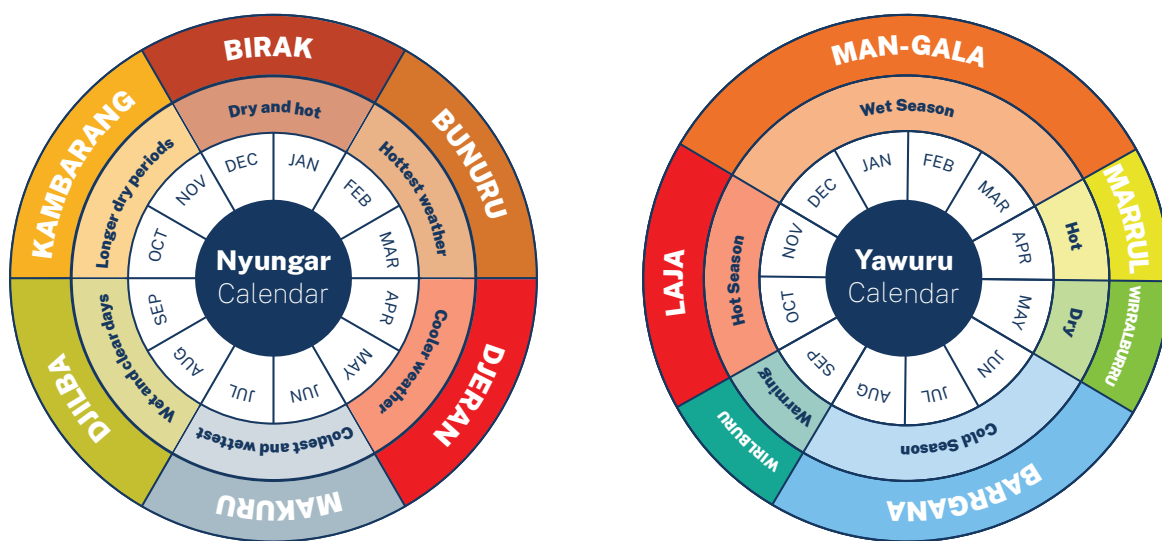 BIRAK
BUNURU
DJERAN
MAKURU
DJILBA
KAMBARANG
Dry and hot
Hottest weather
Cooler weather
Coldest and wettest
Wet and clear days
Longer dry periods
JAN
FEB
MAR
APR
MAY
JUN
JUL
AUG
SEP
OCT
NOV
DEC
Nyungar
Calendar
MAN-GALA
MARRUL
WIRRALBURRU
BARRGANA
WIRLBURU
LAJA
Wet Season
Hot
Dry
Cold Season
Warming
Hot Season
JAN
FEB
MAR
APR
MAY
JUN
JUL
AUG
SEP
OCT
NOV
DEC
Yawuru
Calendar